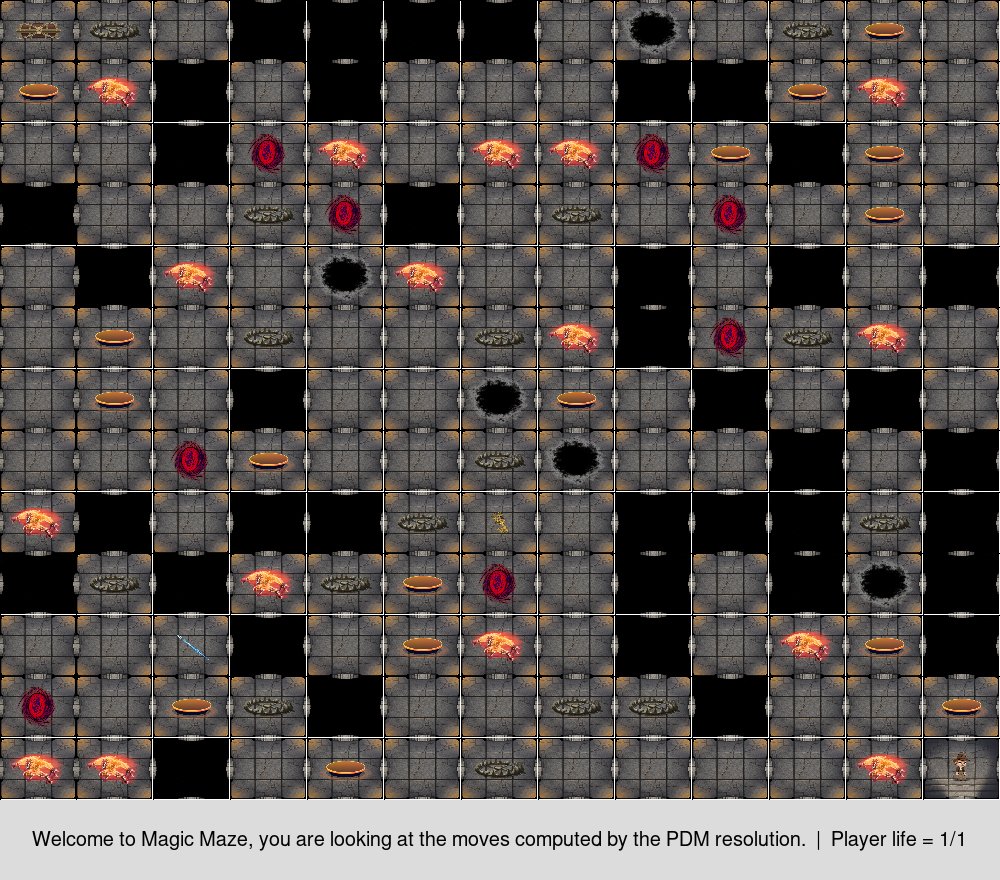 Welcome to Magic Maze, you are looking at the moves computed by the PDM resolution.  |  Player life = 1/1